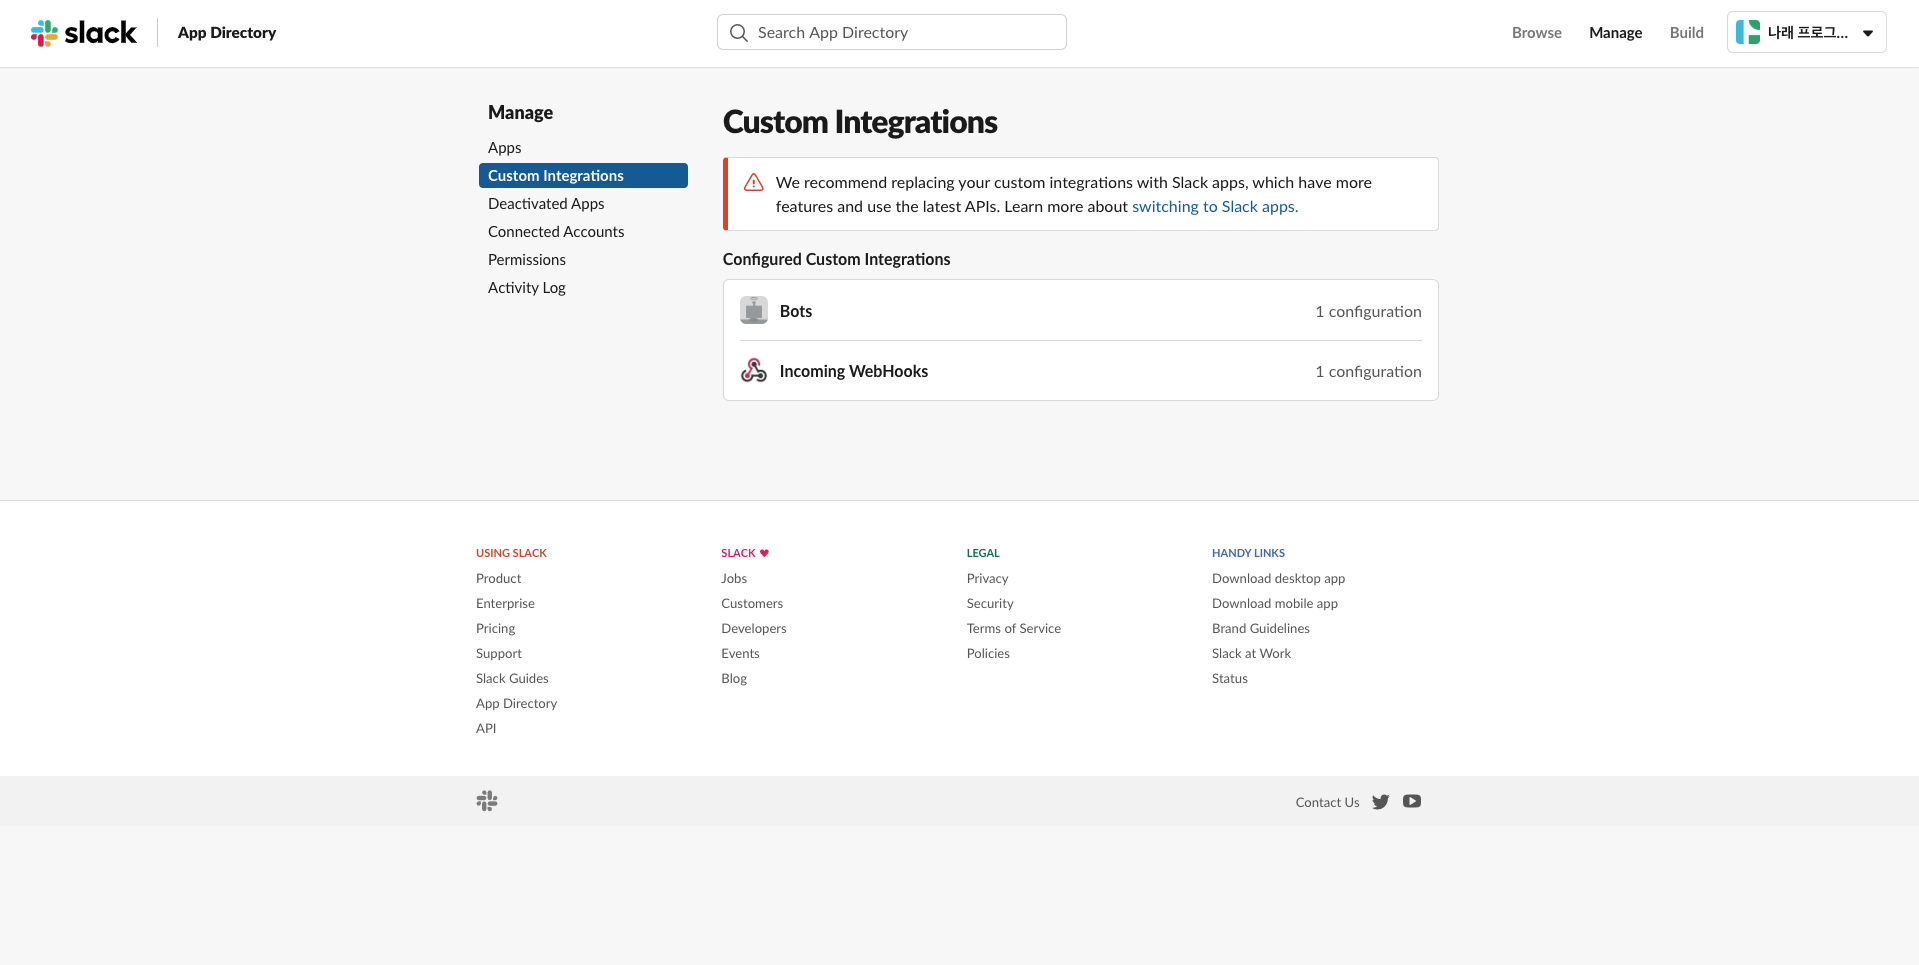 slack
App Directory
Search App Directory
Browse
Manage
Build
나래 프로그...
Manage
Apps
Custom Integrations
Deactivated Apps
Connected Accounts
Permissions
Activity Log
Custom Integrations
We recommend replacing your custom integrations with Slack apps, which have more
features and use the latest APIs. Learn more about switching to Slack apps.
Configured Custom Integrations
Bots
1 configuration
Incoming WebHooks
1 configuration
USING SLACK
Product
Enterprise
Pricing
Support
Slack Guides
App Directory
API
SLACK ♥
Jobs
Customers
Developers
Events
Blog
LEGAL
Privacy
Security
Terms of Service
Policies
HANDY LINKS
Download desktop app
Download mobile app
Brand Guidelines
Slack at Work
Status
Contact Us